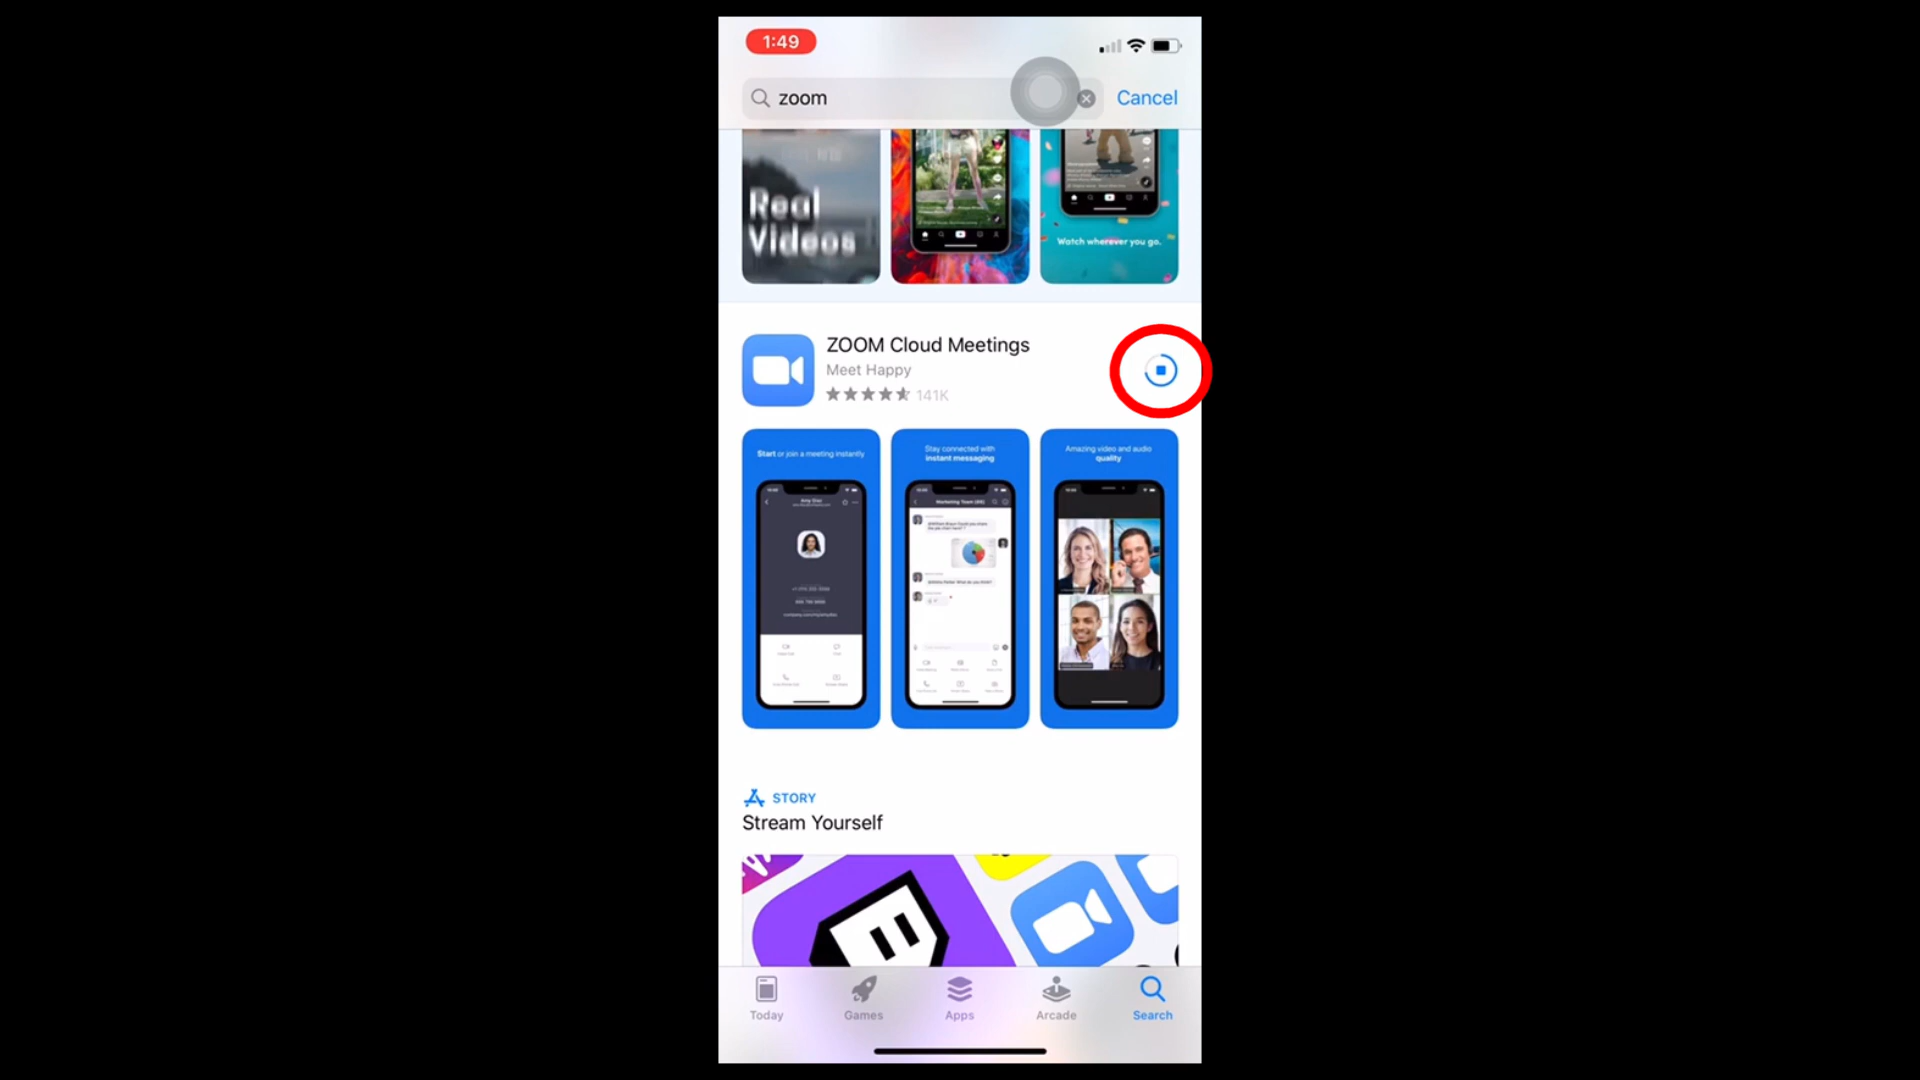 1:49
zoom
Cancel
Real
Videos
Watch wherever you go.
ZOOM Cloud Meetings
Meet Happy
141K
Start or join a meeting instantly
Stay connected with
instant messaging
Amazing video and audio
quality
Marketing Team
STORY
Stream Yourself
Today
Games
Apps
Arcade
Search